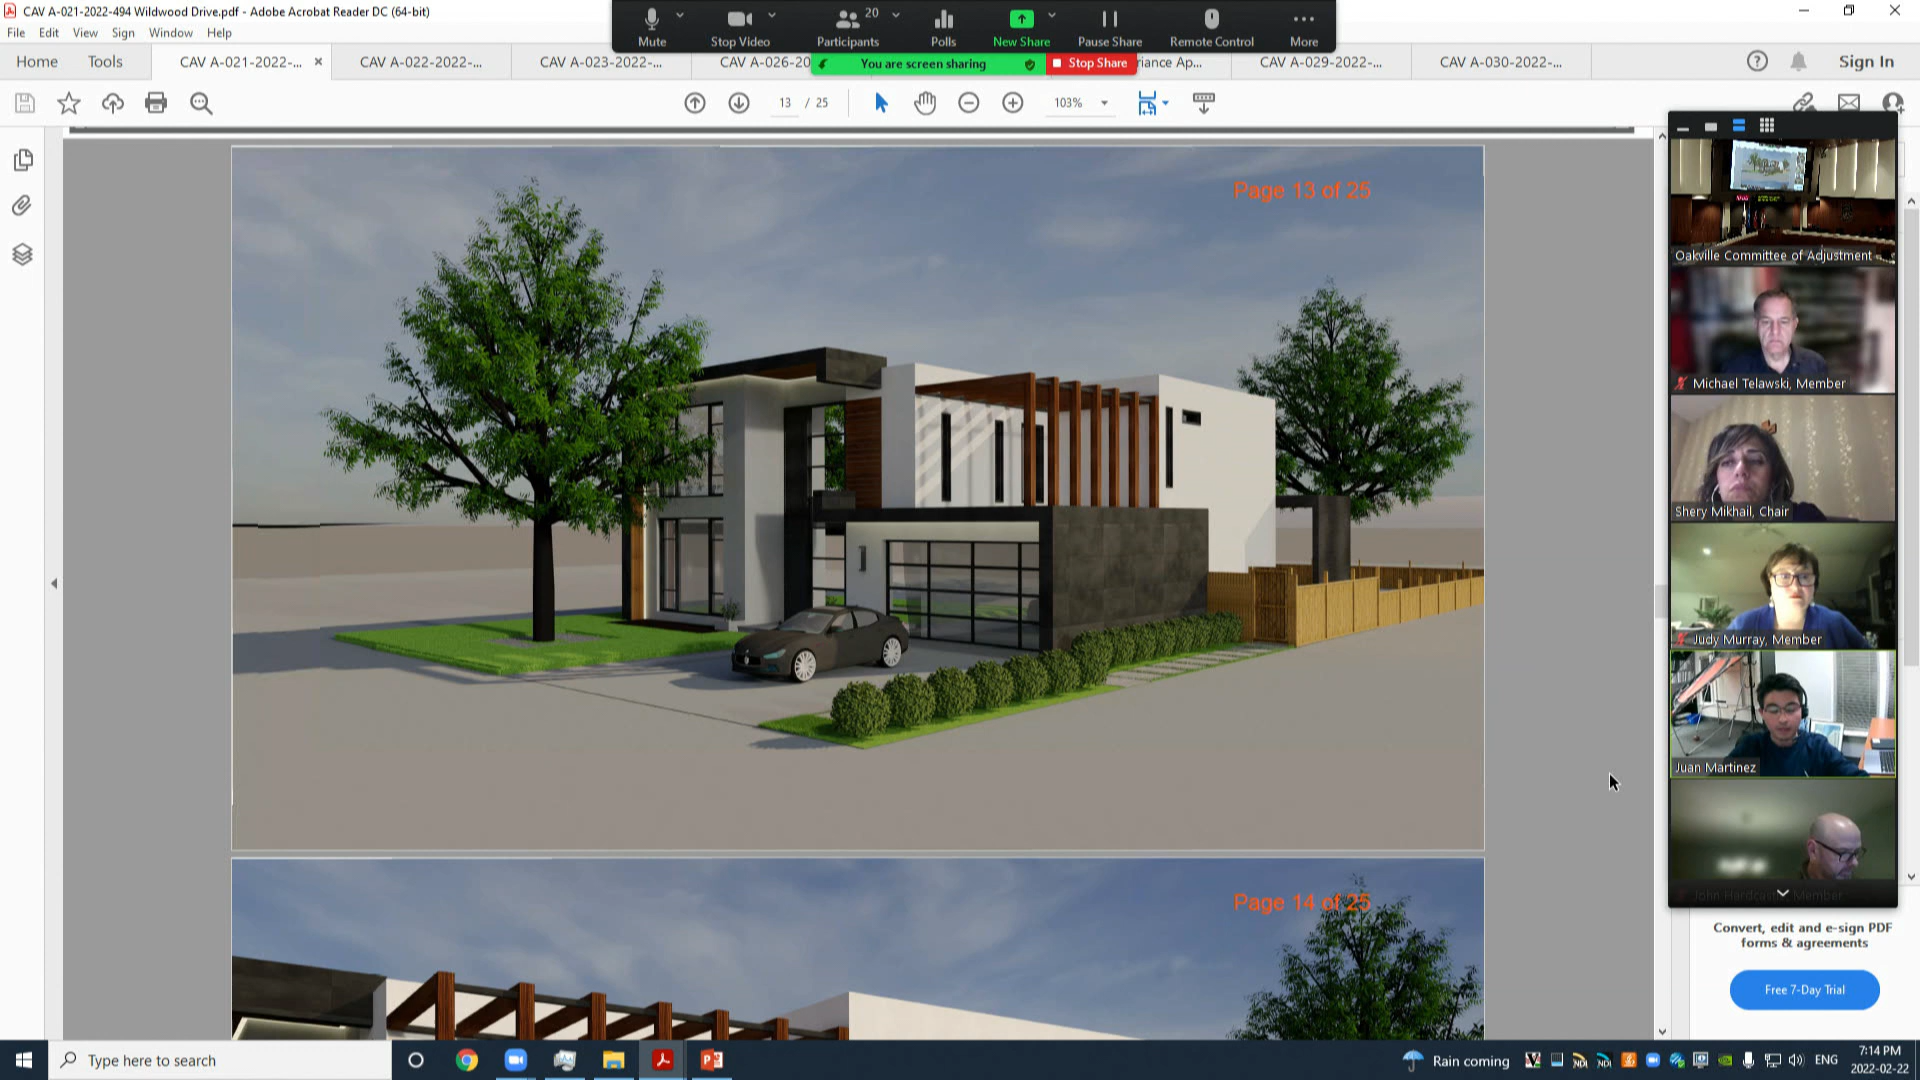 CAV A-021-2022-494 Wildwood Drive.pdf - Adobe Acrobat Reader DC (64-bit)
File Edit View Sign Window Help
20
Mute Stop Video Participants Polls New Share Pause Share Remote Control More
You are screen sharing Stop Share
Home Tools CAV A-021-2022-... CAV A-022-2022-... CAV A-023-2022-... CAV A-026-20 riance Ap... CAV A-029-2022-... CAV A-030-2022-... Sign In
13 / 25 103%
Page 13 of 25
Oakville Committee of Adjustment
Michael Telawski, Member
Shery Mikhail, Chair
Judy Murray, Member
Juan Martinez
John Hardcastle, Member
Page 14 of 25
Convert, edit and e-sign PDF
forms & agreements
Free 7-Day Trial
Type here to search
Rain coming
ENG
7:14 PM
2022-02-22